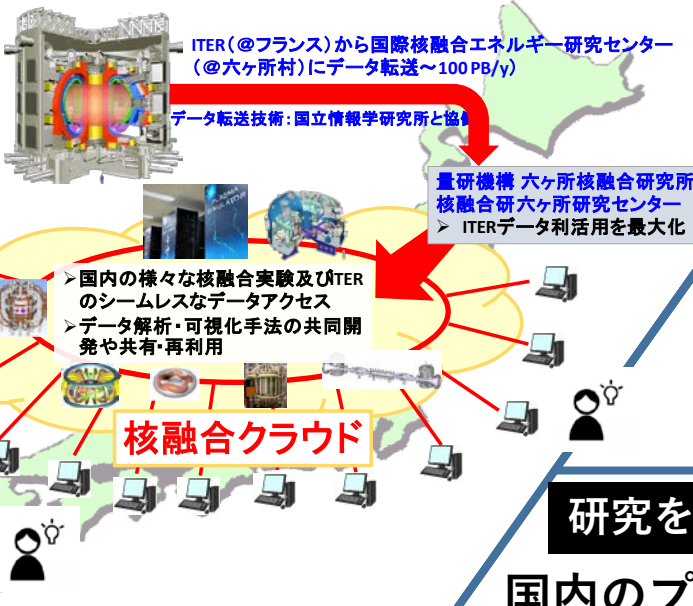 ITER(@フランス)から国際核融合エネルギー研究センター
(@六ヶ所村)にデータ転送~100 PB/y)
データ転送技術:国立情報学研究所と協
量研機構 六ヶ所核融合研究所
核融合研六ヶ所研究センター
➢ ITERデータ利活用を最大化
PLASMA SIMULATOR
➢国内の様々な核融合実験及びITER
のシームレスなデータアクセス
➢データ解析・可視化手法の共同開
発や共有・再利用
核融合クラウド
研究を
国内のプ